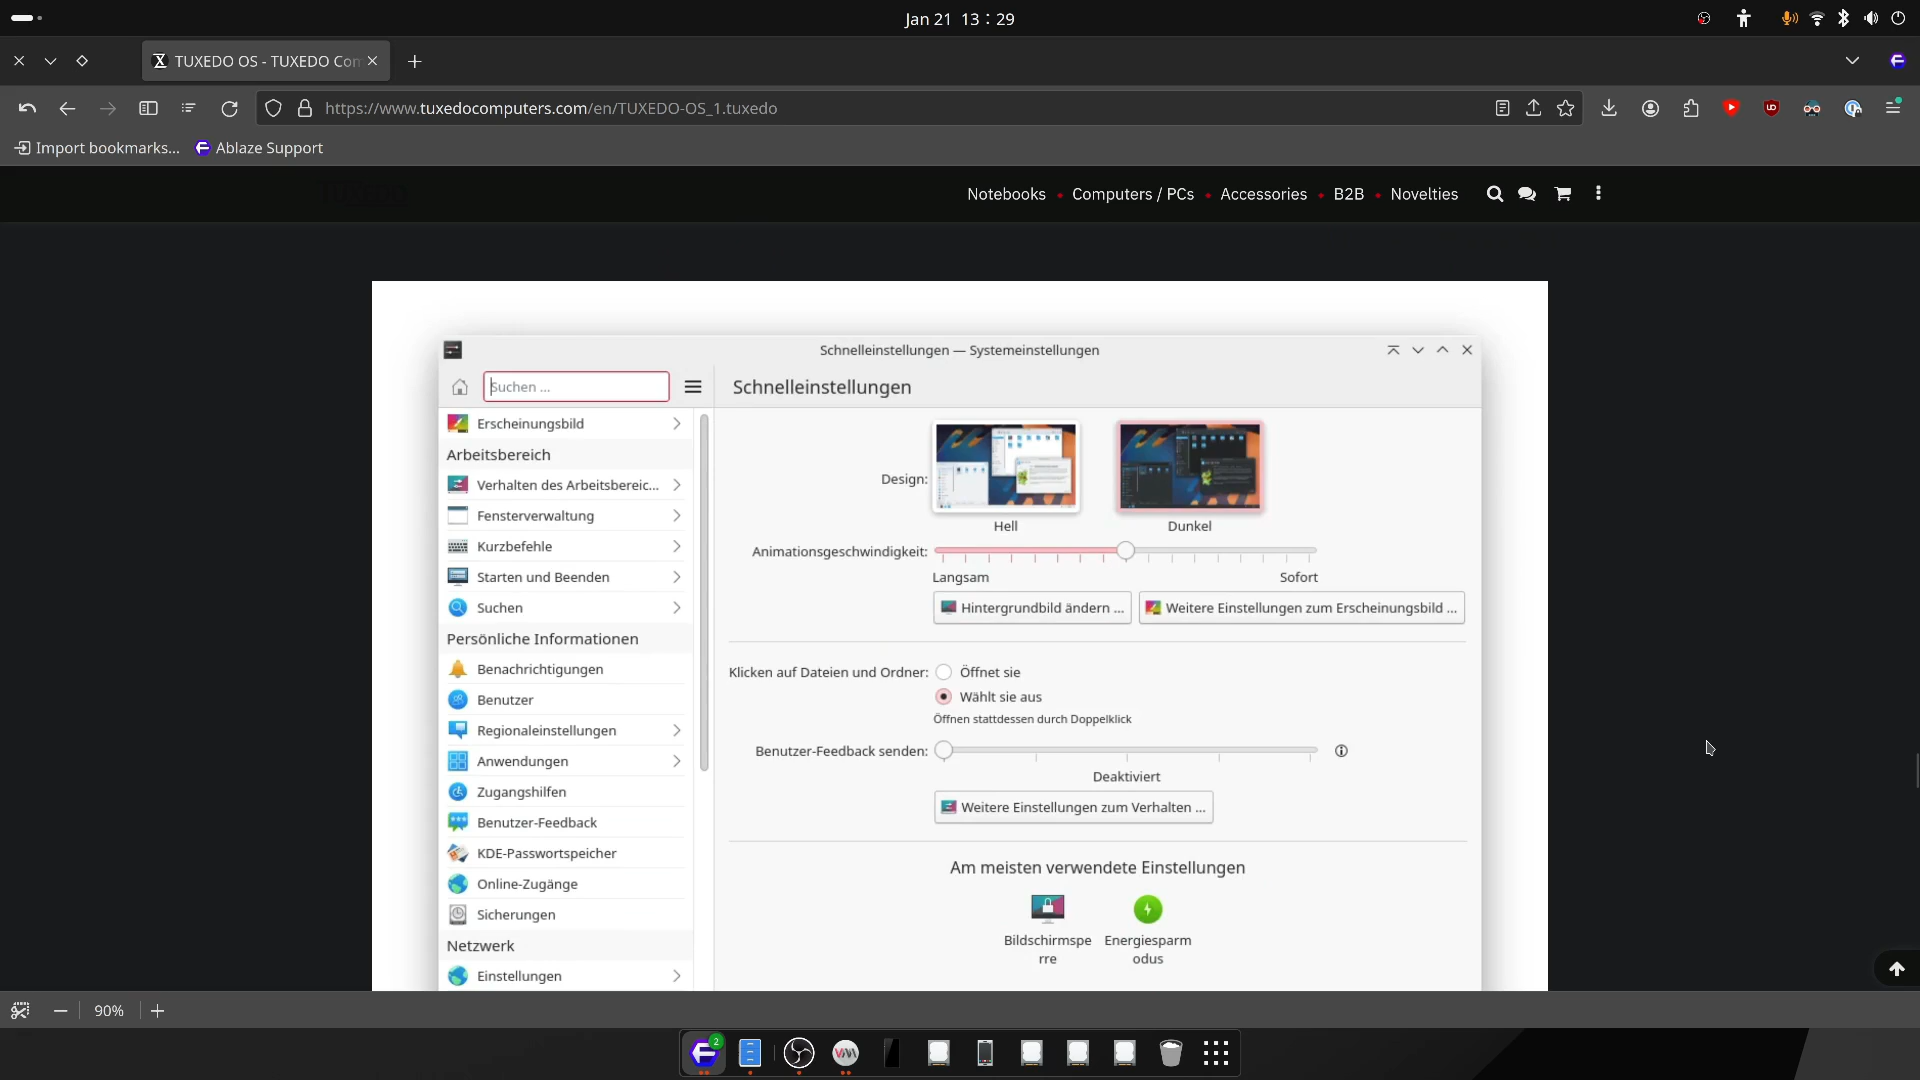 Jan 21 13 : 29
TUXEDO OS - TUXEDO Com
https://www.tuxedocomputers.com/en/TUXEDO-OS_1.tuxedo
Import bookmarks...
Ablaze Support
Notebooks
Computers / PCs
Accessories
B2B
Novelties
Schnelleinstellungen — Systemeinstellungen
Suchen ...
Schnelleinstellungen
Erscheinungsbild
Arbeitsbereich
Verhalten des Arbeitsbereic...
Fensterverwaltung
Kurzbefehle
Starten und Beenden
Suchen
Persönliche Informationen
Benachrichtigungen
Benutzer
Regionaleinstellungen
Anwendungen
Zugangshilfen
Benutzer-Feedback
KDE-Passwortspeicher
Online-Zugänge
Sicherungen
Netzwerk
Einstellungen
Design:
Hell
Dunkel
Animationsgeschwindigkeit:
Langsam
Sofort
Hintergrundbild ändern ...
Weitere Einstellungen zum Erscheinungsbild ...
Klicken auf Dateien und Ordner:
Öffnet sie
Wählt sie aus
Öffnen stattdessen durch Doppelklick
Benutzer-Feedback senden:
Deaktiviert
Weitere Einstellungen zum Verhalten ...
Am meisten verwendete Einstellungen
Bildschirmspe
rre
Energiesparm
odus
90%
2